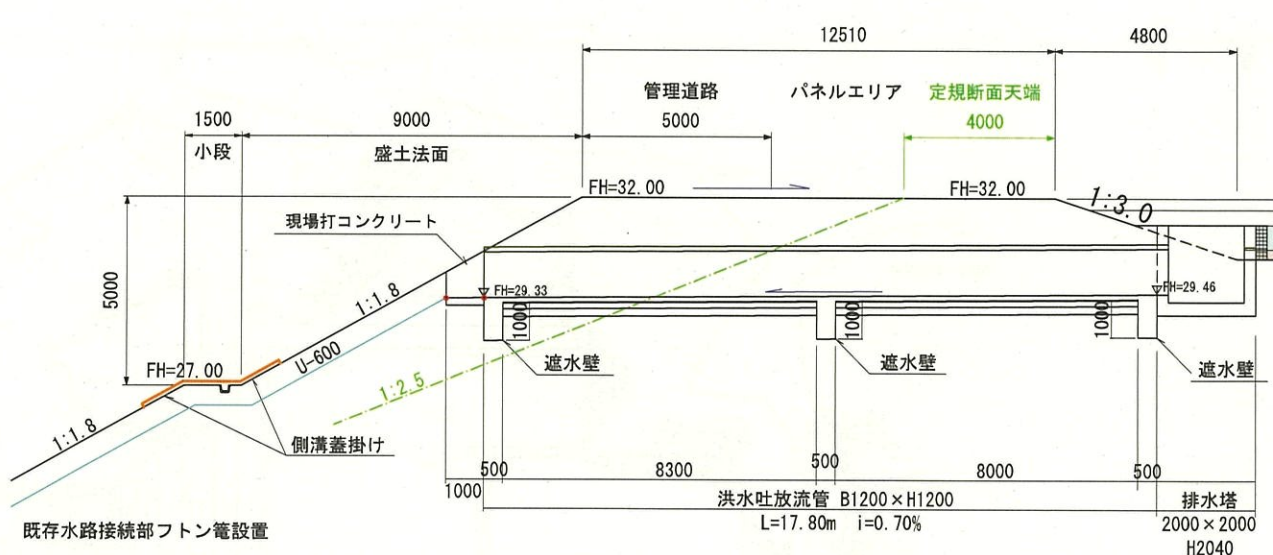 12510
4800
管理道路
パネルエリア
定規断面天端
1500
9000
5000
4000
小段
盛土法面
FH=32.00
FH=32.00
1:3.0
現場打コンクリート
5000
1:1.8
FH=29.33
FH=29.46
1000
1000
1000
U-600
FH=27.00
遮水壁
遮水壁
遮水壁
1:2.5
1:1.8
側溝蓋掛け
500
8300
500
8000
500
1000
洪水吐放流管 B1200×H1200
排水塔
L=17.80m i=0.70%
2000×2000
既存水路接続部フトン篭設置
H2040